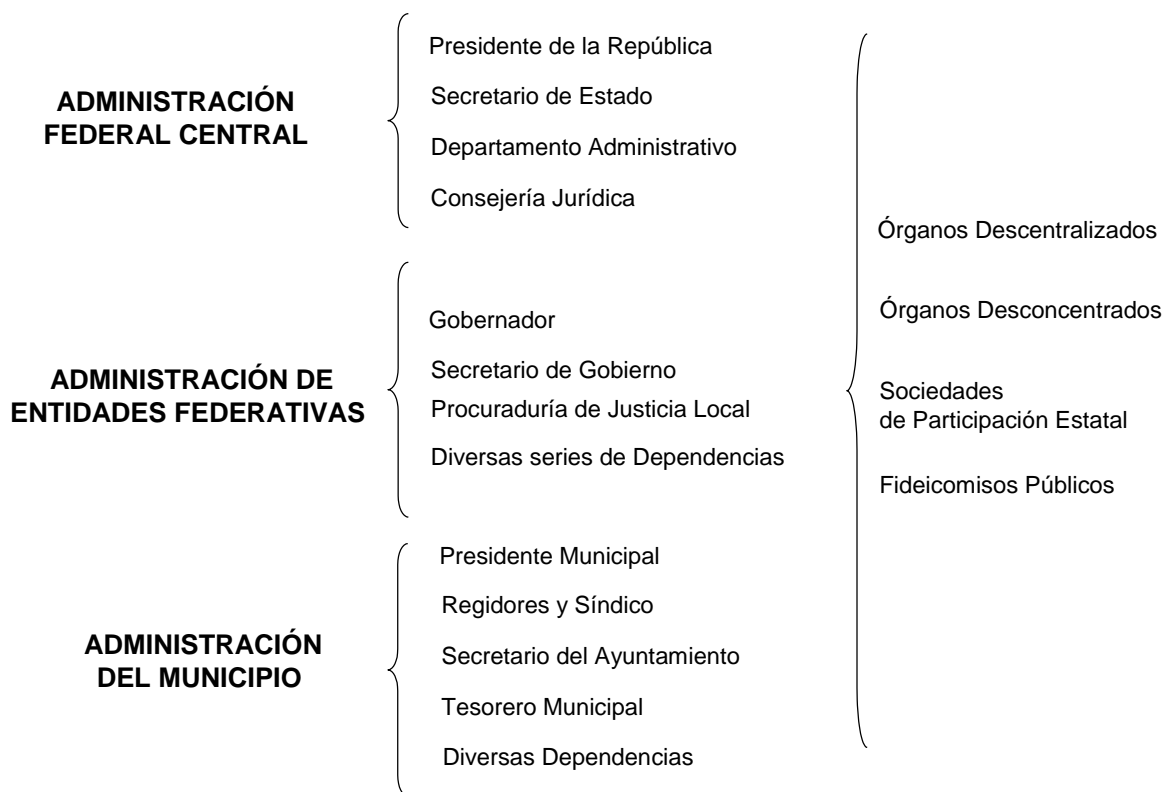 ADMINISTRACIÓN
FEDERAL CENTRAL
Presidente de la República
Secretario de Estado
Departamento Administrativo
Consejería Jurídica
ADMINISTRACIÓN DE
ENTIDADES FEDERATIVAS
Gobernador
Secretario de Gobierno
Procuraduría de Justicia Local
Diversas series de Dependencias
ADMINISTRACIÓN
DEL MUNICIPIO
Presidente Municipal
Regidores y Síndico
Secretario del Ayuntamiento
Tesorero Municipal
Diversas Dependencias
Órganos Descentralizados
Órganos Desconcentrados
Sociedades
de Participación Estatal
Fideicomisos Públicos